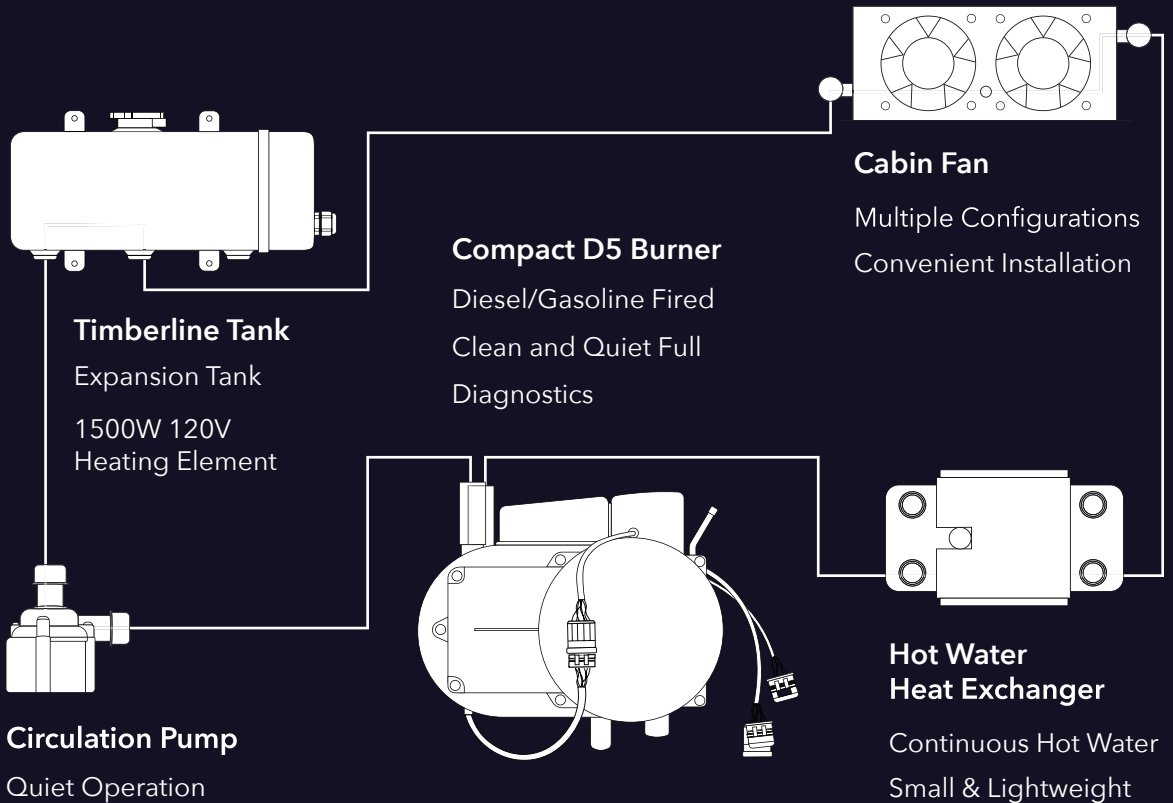 Cabin Fan
Multiple Configurations
Convenient Installation
Compact D5 Burner
Diesel/Gasoline Fired
Clean and Quiet Full
Diagnostics
Timberline Tank
Expansion Tank
1500W 120V
Heating Element
Hot Water
Heat Exchanger
Continuous Hot Water
Small & Lightweight
Circulation Pump
Quiet Operation